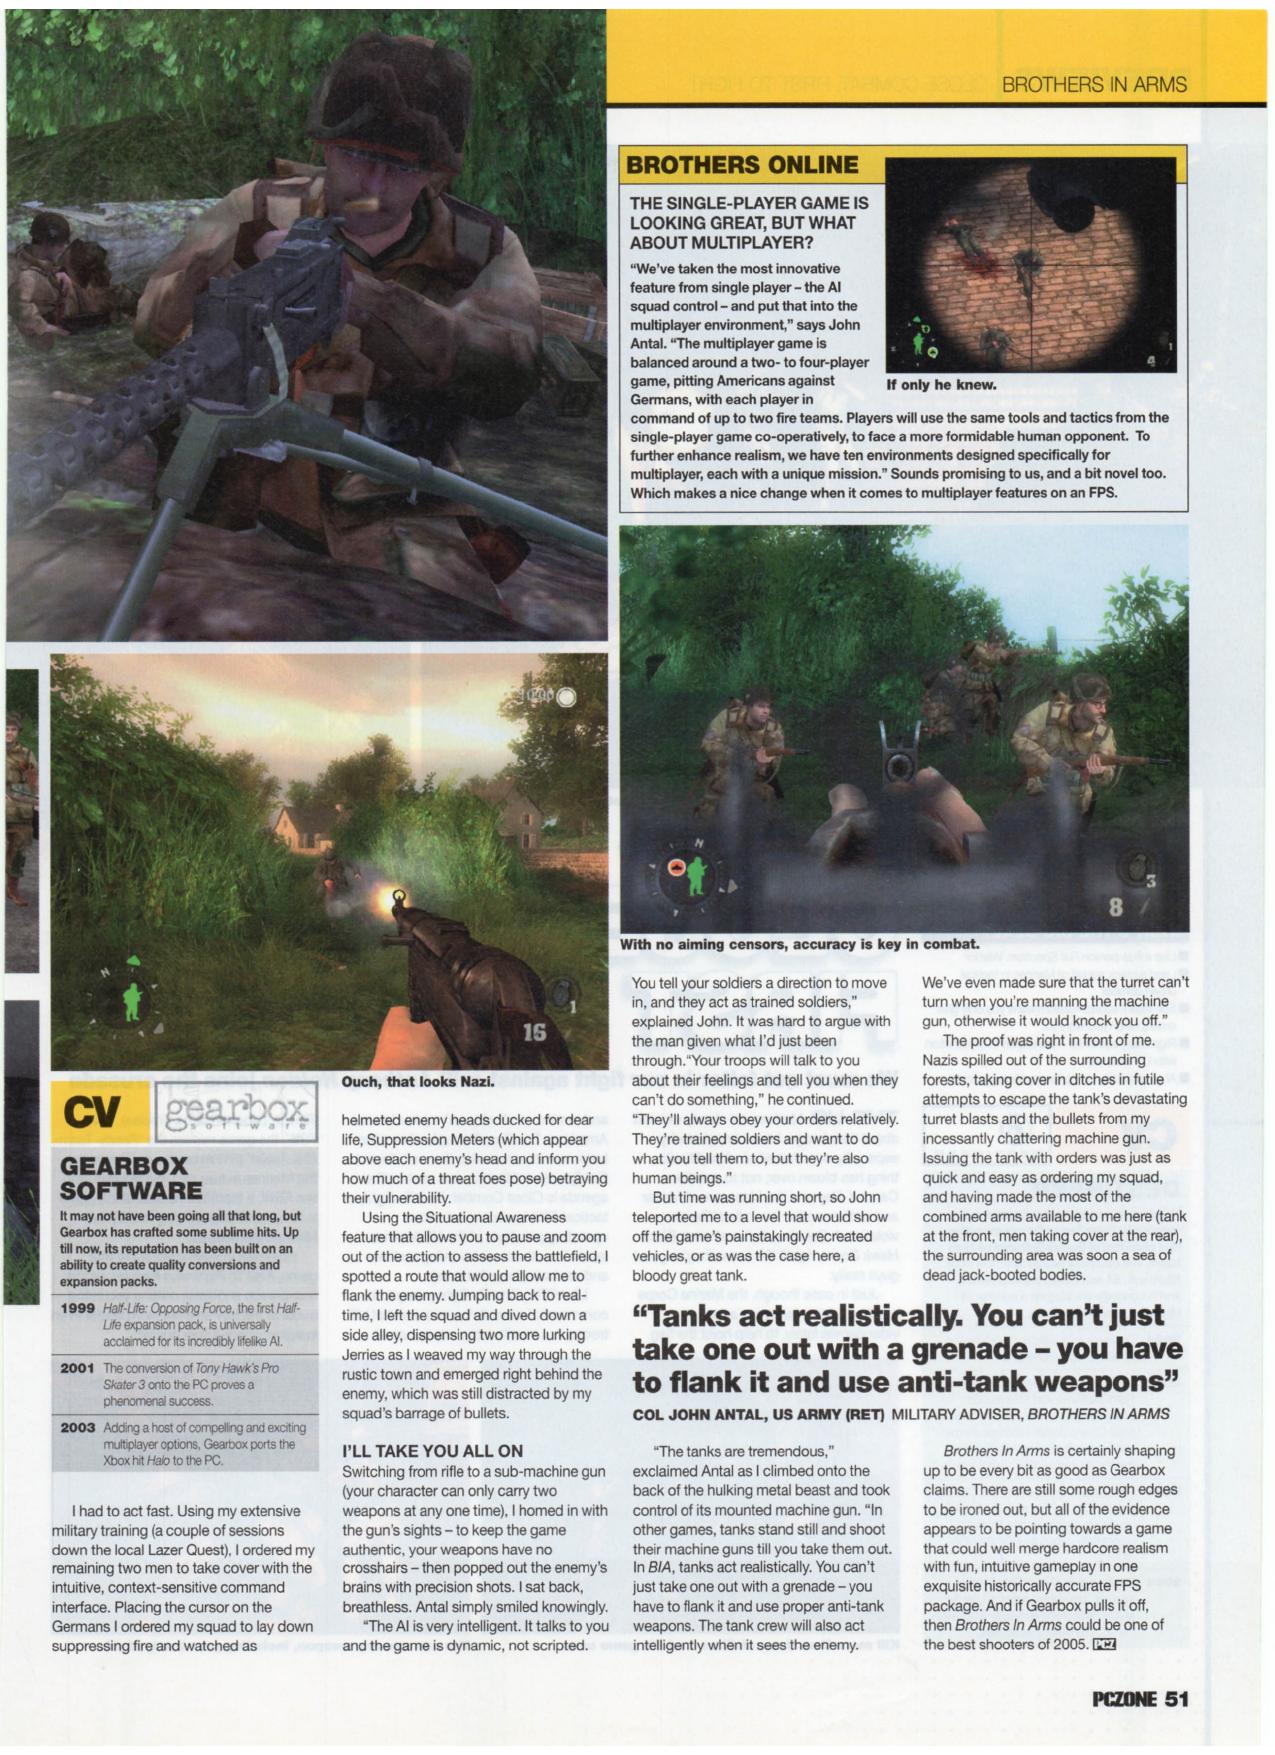 BROTHERS IN ARMS
BROTHERS ONLINE
THE SINGLE-PLAYER GAME IS
LOOKING GREAT, BUT WHAT
ABOUT MULTIPLAYER?
“We’ve taken the most innovative
feature from single player – the AI
squad control – and put that into the
multiplayer environment,” says John
Antal. “The multiplayer game is
balanced around a two- to four-player
game, pitting Americans against
Germans, with each player in
command of up to two fire teams. Players will use the same tools and tactics from the
single-player game co-operatively, to face a more formidable human opponent. To
further enhance realism, we have ten environments designed specifically for
multiplayer, each with a unique mission.” Sounds promising to us, and a bit novel too.
Which makes a nice change when it comes to multiplayer features on an FPS.
4
If only he knew.
N
3
8 /
With no aiming censors, accuracy is key in combat.
N
1
16
Ouch, that looks Nazi.
CV
gearbox
software
GEARBOX
SOFTWARE
It may not have been going all that long, but
Gearbox has crafted some sublime hits. Up
till now, its reputation has been built on an
ability to create quality conversions and
expansion packs.
1999 Half-Life: Opposing Force, the first Half-
Life expansion pack, is universally
acclaimed for its incredibly lifelike AI.
2001 The conversion of Tony Hawk’s Pro
Skater 3 onto the PC proves a
phenomenal success.
2003 Adding a host of compelling and exciting
multiplayer options, Gearbox ports the
Xbox hit Halo to the PC.
I had to act fast. Using my extensive
military training (a couple of sessions
down the local Lazer Quest), I ordered my
remaining two men to take cover with the
intuitive, context-sensitive command
interface. Placing the cursor on the
Germans I ordered my squad to lay down
suppressing fire and watched as
helmeted enemy heads ducked for dear
life, Suppression Meters (which appear
above each enemy’s head and inform you
how much of a threat foes pose) betraying
their vulnerability.
Using the Situational Awareness
feature that allows you to pause and zoom
out of the action to assess the battlefield, I
spotted a route that would allow me to
flank the enemy. Jumping back to real-
time, I left the squad and dived down a
side alley, dispensing two more lurking
Jerries as I weaved my way through the
rustic town and emerged right behind the
enemy, which was still distracted by my
squad’s barrage of bullets.
I’LL TAKE YOU ALL ON
Switching from rifle to a sub-machine gun
(your character can only carry two
weapons at any one time), I homed in with
the gun’s sights – to keep the game
authentic, your weapons have no
crosshairs – then popped out the enemy’s
brains with precision shots. I sat back,
breathless. Antal simply smiled knowingly.
“The AI is very intelligent. It talks to you
and the game is dynamic, not scripted.
You tell your soldiers a direction to move
in, and they act as trained soldiers,”
explained John. It was hard to argue with
the man given what I’d just been
through.“Your troops will talk to you
about their feelings and tell you when they
can’t do something,” he continued.
“They’ll always obey your orders relatively.
They’re trained soldiers and want to do
what you tell them to, but they’re also
human beings.”
But time was running short, so John
teleported me to a level that would show
off the game’s painstakingly recreated
vehicles, or as was the case here, a
bloody great tank.
We’ve even made sure that the turret can’t
turn when you’re manning the machine
gun, otherwise it would knock you off.”
The proof was right in front of me.
Nazis spilled out of the surrounding
forests, taking cover in ditches in futile
attempts to escape the tank’s devastating
turret blasts and the bullets from my
incessantly chattering machine gun.
Issuing the tank with orders was just as
quick and easy as ordering my squad,
and having made the most of the
combined arms available to me here (tank
at the front, men taking cover at the rear),
the surrounding area was soon a sea of
dead jack-booted bodies.
“Tanks act realistically. You can’t just
take one out with a grenade – you have
to flank it and use anti-tank weapons”
COL JOHN ANTAL, US ARMY (RET) MILITARY ADVISER, BROTHERS IN ARMS
“The tanks are tremendous,”
exclaimed Antal as I climbed onto the
back of the hulking metal beast and took
control of its mounted machine gun. “In
other games, tanks stand still and shoot
their machine guns till you take them out.
In BIA, tanks act realistically. You can’t
just take one out with a grenade – you
have to flank it and use proper anti-tank
weapons. The tank crew will also act
intelligently when it sees the enemy.
Brothers In Arms is certainly shaping
up to be every bit as good as Gearbox
claims. There are still some rough edges
to be ironed out, but all of the evidence
appears to be pointing towards a game
that could well merge hardcore realism
with fun, intuitive gameplay in one
exquisite historically accurate FPS
package. And if Gearbox pulls it off,
then Brothers In Arms could be one of
the best shooters of 2005. PCZ
PCZONE 51